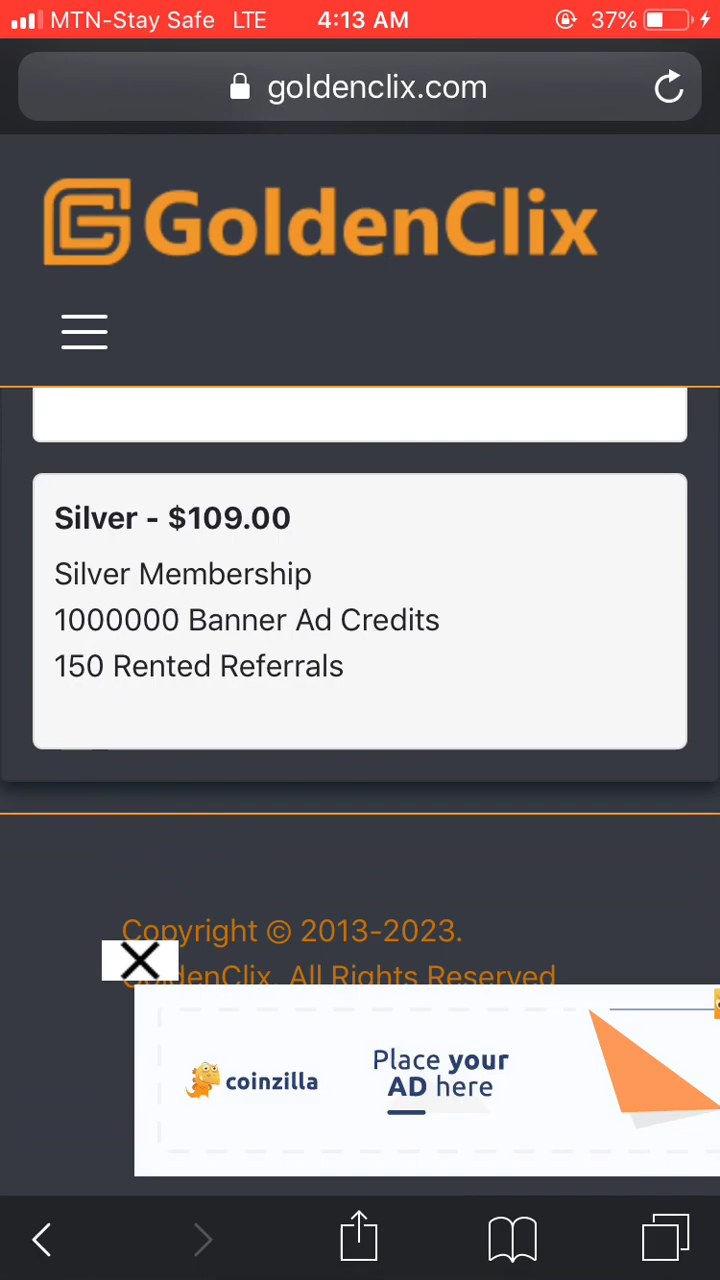 MTN-Stay Safe LTE 4:13 AM 37%
goldenclix.com
GoldenClix
Silver - $109.00
Silver Membership
1000000 Banner Ad Credits
150 Rented Referrals
Copyright © 2013-2023.
GoldenClix. All Rights Reserved
coinzilla
Place your
AD here